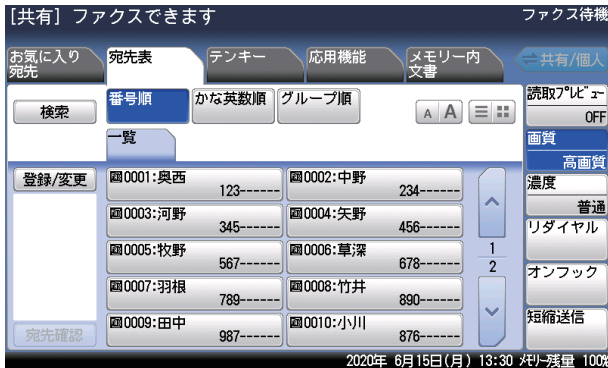 [共有] ファクスできます
ファクス待機
お気に入り
宛先
宛先表
テンキー
応用機能
メモリー内
文書
共有/個人
検索
番号順
かな英数順
グループ順
A A
一覧
読取プレビュー
OFF
画質
高画質
濃度
普通
リダイヤル
オンフック
短縮送信
登録/変更
0001:奥西
123------
0002:中野
234------
0003:河野
345------
0004:矢野
456------
0005:牧野
567------
0006:草深
678------
0007:羽根
789------
0008:竹井
890------
0009:田中
987------
0010:小川
876------
1
2
宛先確認
2020年 6月15日(月) 13:30 メモリー残量 100%